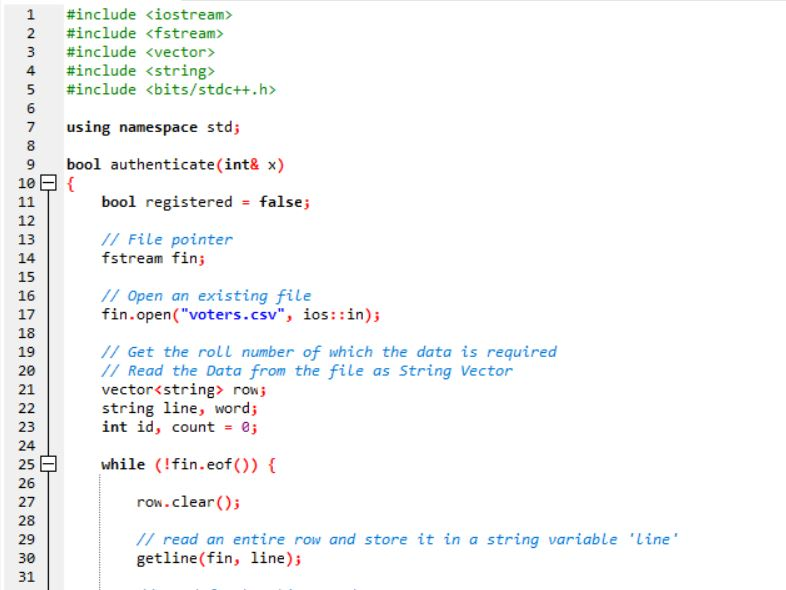 1 #include <iostream>
2 #include <fstream>
3 #include <vector>
4 #include <string>
5 #include <bits/stdc++.h>
6
7 using namespace std;
8
9 bool authenticate(int& x)
10 {
11 bool registered = false;
12
13 // File pointer
14 fstream fin;
15
16 // Open an existing file
17 fin.open("voters.csv", ios::in);
18
19 // Get the roll number of which the data is required
20 // Read the Data from the file as String Vector
21 vector<string> row;
22 string line, word;
23 int id, count = 0;
24
25 while (!fin.eof()) {
26
27 row.clear();
28
29 // read an entire row and store it in a string variable 'line'
30 getline(fin, line);
31